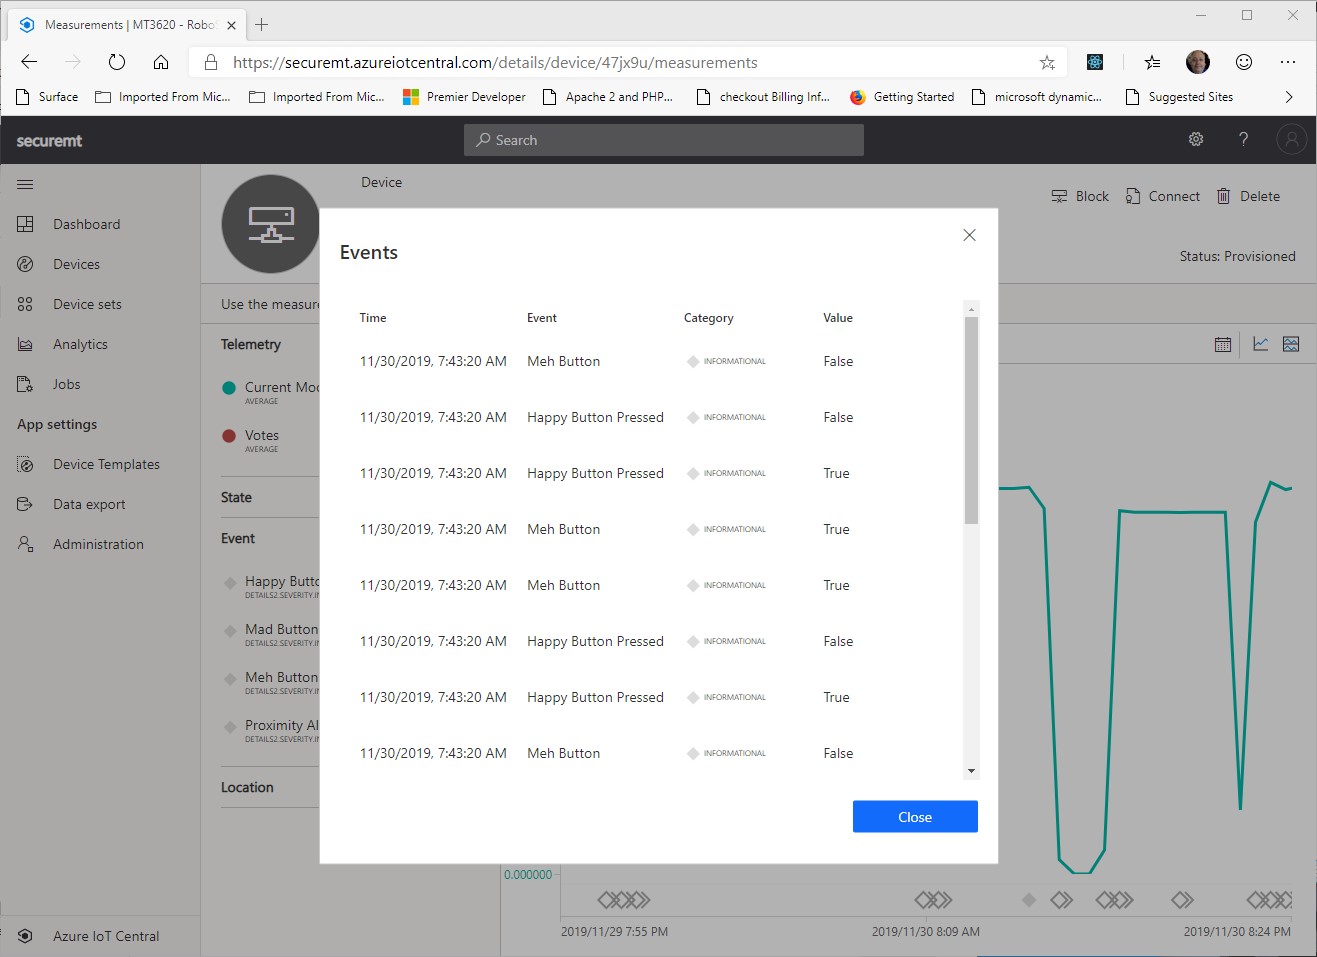 Measurements | MT3620 - Robo
https://securemt.azureiotcentral.com/details/device/47jx9u/measurements
Surface Imported From Mic... Imported From Mic... Premier Developer Apache 2 and PHP... checkout Billing Inf... Getting Started microsoft dynamic... Suggested Sites
securemt
Search
?
Dashboard
Devices
Device sets
Analytics
Jobs
App settings
Device Templates
Data export
Administration
Azure IoT Central
Device
Block Connect Delete
Status: Provisioned
Use the measur
Telemetry
Current Mo
AVERAGE
Votes
AVERAGE
State
Event
Happy Butto
DETAILS2.SEVERITY.I
Mad Button
DETAILS2.SEVERITY.I
Meh Button
DETAILS2.SEVERITY.I
Proximity Al
DETAILS2.SEVERITY.I
Location
Events
Time Event Category Value
11/30/2019, 7:43:20 AM Meh Button INFORMATIONAL False
11/30/2019, 7:43:20 AM Happy Button Pressed INFORMATIONAL False
11/30/2019, 7:43:20 AM Happy Button Pressed INFORMATIONAL True
11/30/2019, 7:43:20 AM Meh Button INFORMATIONAL True
11/30/2019, 7:43:20 AM Meh Button INFORMATIONAL True
11/30/2019, 7:43:20 AM Happy Button Pressed INFORMATIONAL False
11/30/2019, 7:43:20 AM Happy Button Pressed INFORMATIONAL True
11/30/2019, 7:43:20 AM Meh Button INFORMATIONAL False
Close
0.000000
2019/11/29 7:55 PM 2019/11/30 8:09 AM 2019/11/30 8:24 PM